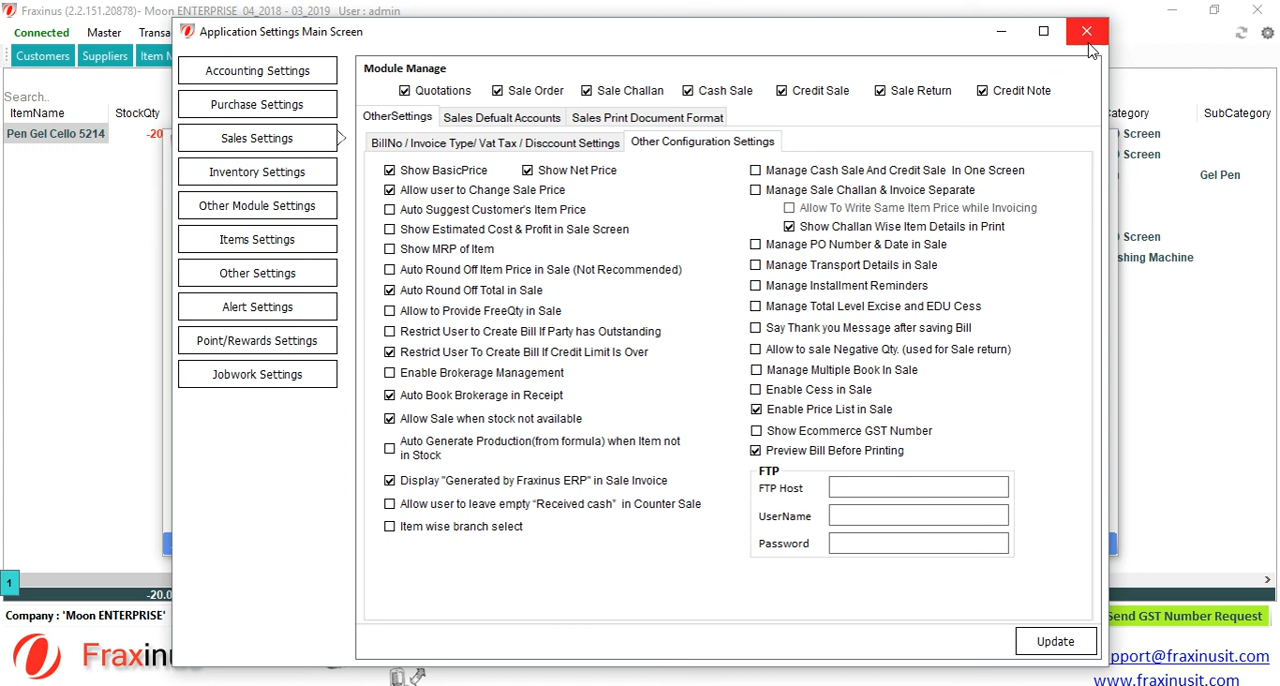 Fraxinus (2.2.151.20878)- Moon ENTERPRISE 04_2018 - 03_2019 User : admin
Connected Master Transa
Customers Suppliers Item M
Search..
ItemName StockQty
Pen Gel Cello 5214 -20
Application Settings Main Screen
Accounting Settings
Purchase Settings
Sales Settings
Inventory Settings
Other Module Settings
Items Settings
Other Settings
Alert Settings
Point/Rewards Settings
Jobwork Settings
Module Manage
Quotations Sale Order Sale Challan Cash Sale Credit Sale Sale Return Credit Note
OtherSettings Sales Defualt Accounts Sales Print Document Format
BillNo / Invoice Type/ Vat Tax / Disccount Settings Other Configuration Settings
Show BasicPrice Show Net Price
Allow user to Change Sale Price
Auto Suggest Customer's Item Price
Show Estimated Cost & Profit in Sale Screen
Show MRP of Item
Auto Round Off Item Price in Sale (Not Recommended)
Auto Round Off Total in Sale
Allow to Provide FreeQty in Sale
Restrict User to Create Bill If Party has Outstanding
Restrict User To Create Bill If Credit Limit Is Over
Enable Brokerage Management
Auto Book Brokerage in Receipt
Allow Sale when stock not available
Auto Generate Production(from formula) when Item not
in Stock
Display "Generated by Fraxinus ERP" in Sale Invoice
Allow user to leave empty “Received cash” in Counter Sale
Item wise branch select
Manage Cash Sale And Credit Sale In One Screen
Manage Sale Challan & Invoice Separate
Allow To Write Same Item Price while Invoicing
Show Challan Wise Item Details in Print
Manage PO Number & Date in Sale
Manage Transport Details in Sale
Manage Installment Reminders
Manage Total Level Excise and EDU Cess
Say Thank you Message after saving Bill
Allow to sale Negative Qty. (used for Sale return)
Manage Multiple Book In Sale
Enable Cess in Sale
Enable Price List in Sale
Show Ecommerce GST Number
Preview Bill Before Printing
FTP
FTP Host
UserName
Password
Update
ategory SubCategory
Screen
Screen
Gel Pen
Screen
shing Machine
1
-20.0
Company : 'Moon ENTERPRISE'
Send GST Number Request
Fraxinu
pport@fraxinusit.com
www.fraxinusit.com